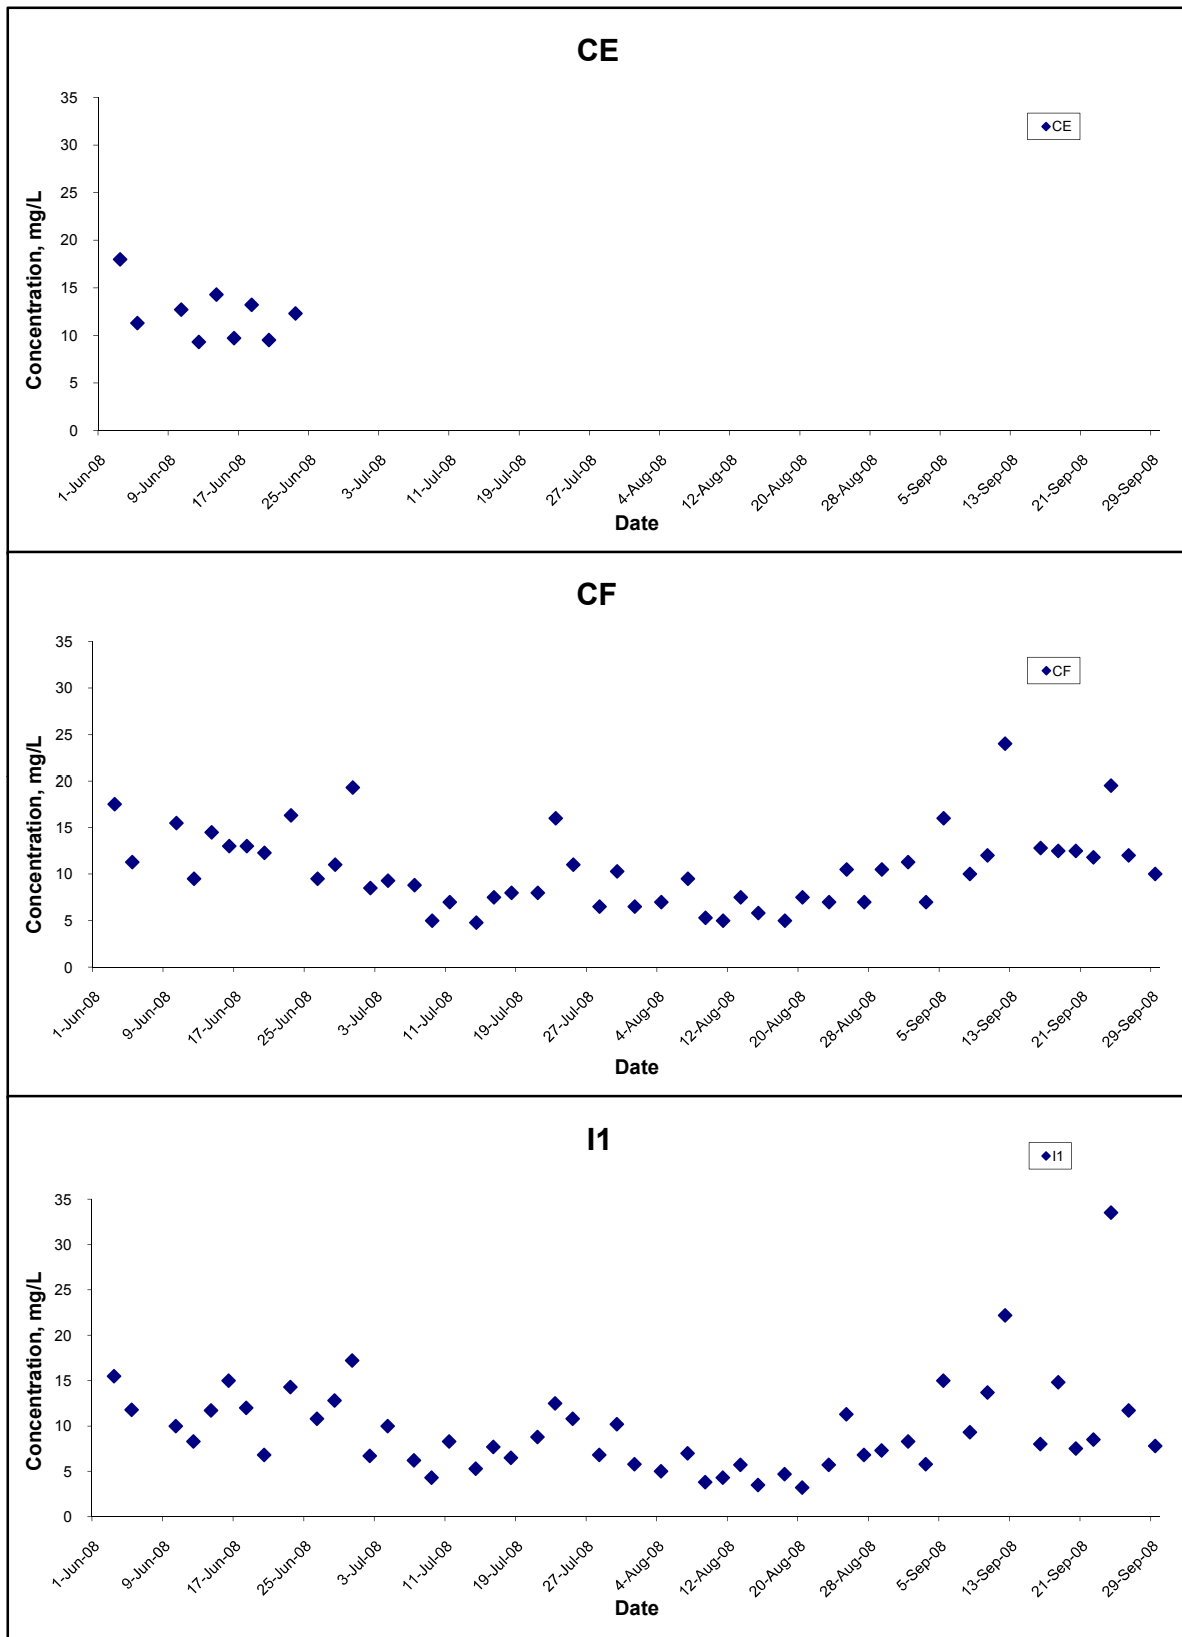 CE
CE
35
30
25
20
15
10
5
0
Concentration, mg/L
1-Jun-08 9-Jun-08 17-Jun-08 25-Jun-08 3-Jul-08 11-Jul-08 19-Jul-08 27-Jul-08 4-Aug-08 12-Aug-08 20-Aug-08 28-Aug-08 5-Sep-08 13-Sep-08 21-Sep-08 29-Sep-08
Date
CF
CF
35
30
25
20
15
10
5
0
Concentration, mg/L
1-Jun-08 9-Jun-08 17-Jun-08 25-Jun-08 3-Jul-08 11-Jul-08 19-Jul-08 27-Jul-08 4-Aug-08 12-Aug-08 20-Aug-08 28-Aug-08 5-Sep-08 13-Sep-08 21-Sep-08 29-Sep-08
Date
I1
I1
35
30
25
20
15
10
5
0
Concentration, mg/L
1-Jun-08 9-Jun-08 17-Jun-08 25-Jun-08 3-Jul-08 11-Jul-08 19-Jul-08 27-Jul-08 4-Aug-08 12-Aug-08 20-Aug-08 28-Aug-08 5-Sep-08 13-Sep-08 21-Sep-08 29-Sep-08
Date